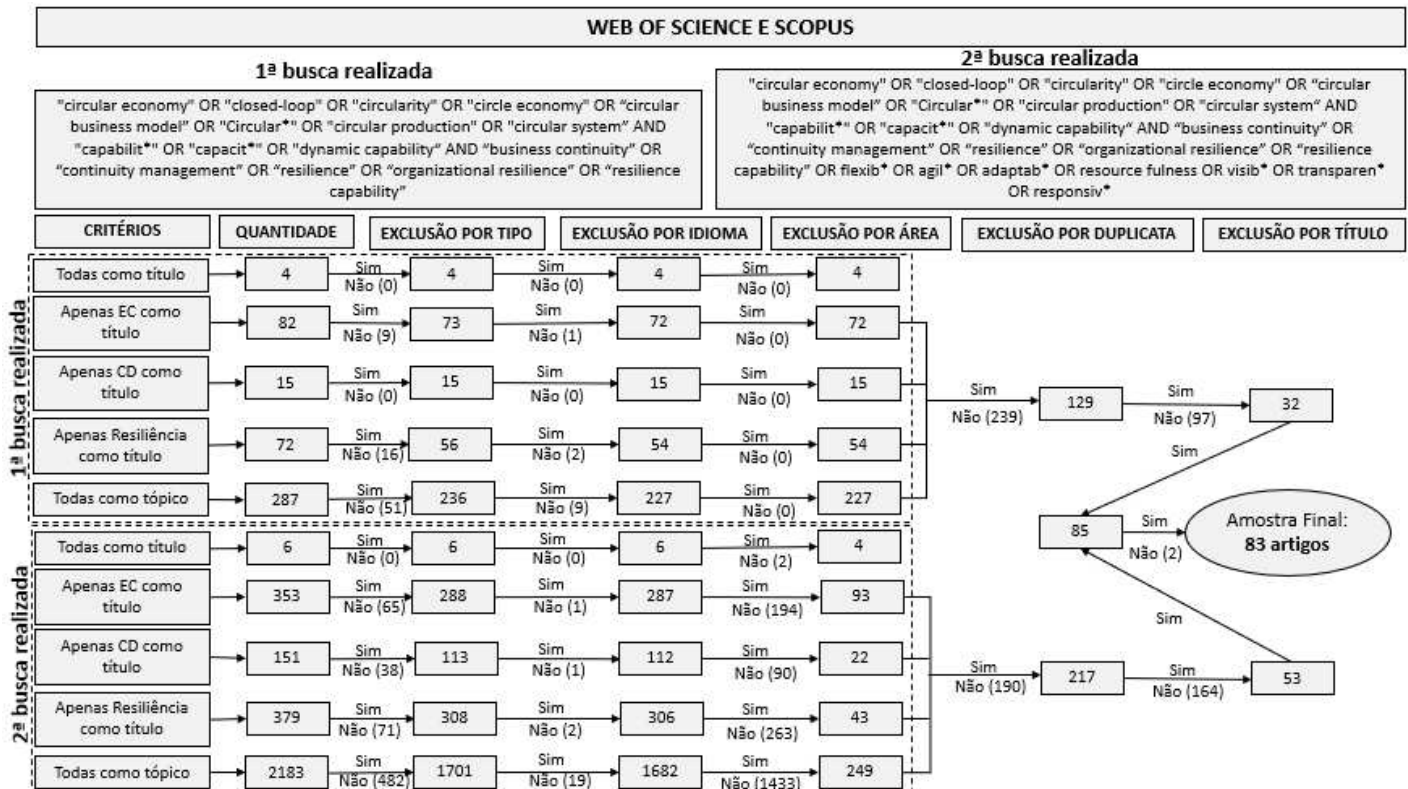 WEB OF SCIENCE E SCOPUS
1ª busca realizada
"circular economy" OR "closed-loop" OR "circularity" OR "circle economy" OR “circular
business model” OR "Circular*" OR "circular production" OR "circular system" AND
"capabilit*" OR "capacit*" OR "dynamic capability" AND "business continuity" OR
“continuity management” OR "resilience" OR “organizational resilience” OR “resilience
capability”
2ª busca realizada
"circular economy" OR "closed-loop" OR "circularity" OR "circle economy" OR “circular
business model” OR "Circular*" OR "circular production" OR "circular system" AND
"capabilit*" OR "capacit*" OR "dynamic capability" AND "business continuity" OR
“continuity management” OR "resilience" OR “organizational resilience” OR “resilience
capability” OR flexib* OR agil* OR adaptab* OR resource fulness OR visib* OR transparen*
OR responsiv*
CRITÉRIOS QUANTIDADE EXCLUSÃO POR TIPO EXCLUSÃO POR IDIOMA EXCLUSÃO POR ÁREA EXCLUSÃO POR DUPLICATA EXCLUSÃO POR TÍTULO
1ª busca realizada
Todas como título 4 Sim 4 Sim 4 Sim 4
Não (0) Não (0) Não (0)
Apenas EC como
título
82 Sim 73 Sim 72 Sim 72
Não (9) Não (1) Não (0)
Apenas CD como
título
15 Sim 15 Sim 15 Sim 15
Não (0) Não (0) Não (0)
Apenas Resiliência
como título
72 Sim 56 Sim 54 Sim 54
Não (16) Não (2) Não (0)
Todas como tópico 287 Sim 236 Sim 227 Sim 227
Não (51) Não (9) Não (0)
Sim 129 Sim 32
Não (239) Não (97)
Sim
2ª busca realizada
Todas como título 6 Sim 6 Sim 6 Sim 4
Não (0) Não (0) Não (2)
Apenas EC como
título
353 Sim 288 Sim 287 Sim 93
Não (65) Não (1) Não (194)
Apenas CD como
título
151 Sim 113 Sim 112 Sim 22
Não (38) Não (1) Não (90)
Apenas Resiliência
como título
379 Sim 308 Sim 306 Sim 43
Não (71) Não (2) Não (263)
Todas como tópico 2183 Sim 1701 Sim 1682 Sim 249
Não (482) Não (19) Não (1433)
Sim 217 Sim 53
Não (190) Não (164)
Sim
85 Sim
Não (2)
Amostra Final:
83 artigos